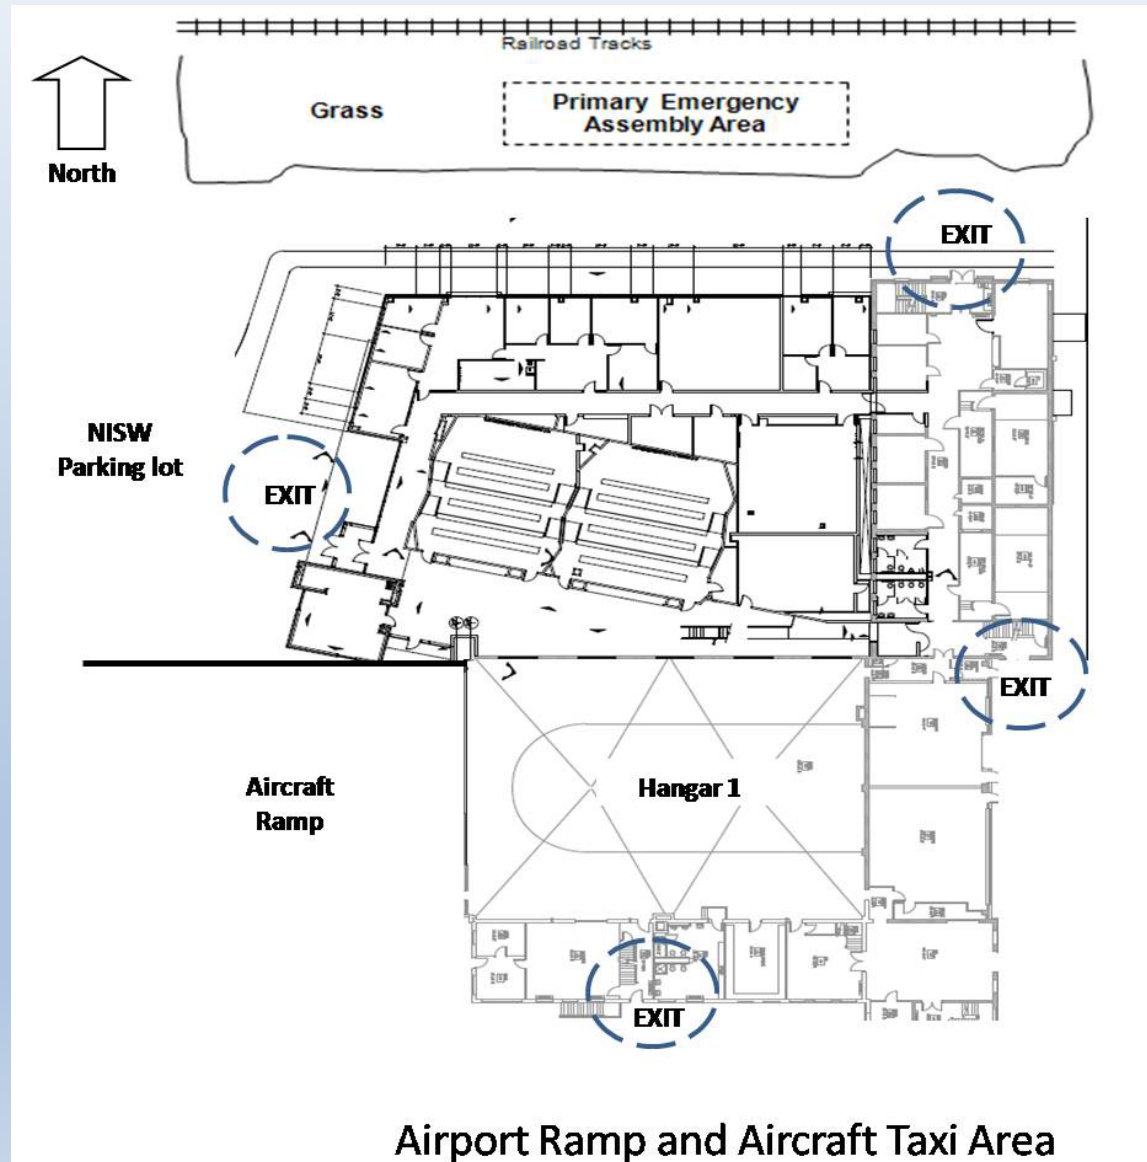 Railroad Tracks
Grass
Primary Emergency
Assembly Area
North
EXIT
NISW
Parking lot
EXIT
EXIT
Aircraft
Ramp
Hangar 1
EXIT
Airport Ramp and Aircraft Taxi Area